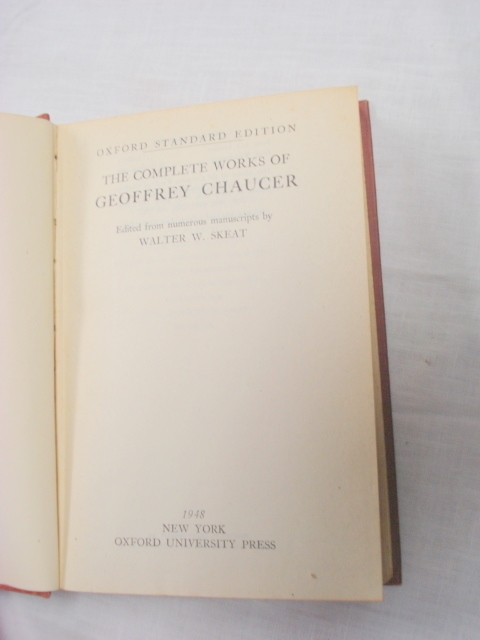 OXFORD STANDARD EDITION
THE COMPLETE WORKS OF
GEOFFREY CHAUCER
Edited from numerous manuscripts by
WALTER W. SKEAT
1948
NEW YORK
OXFORD UNIVERSITY PRESS